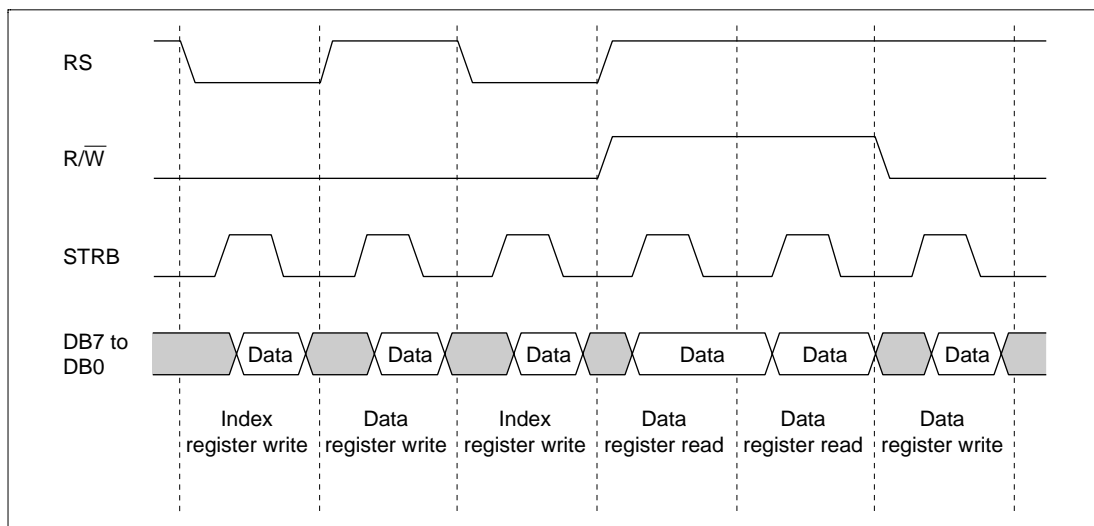 RS
R/W̅
STRB
DB7 to
DB0
Data
Data
Data
Data
Data
Data
Index
register write
Data
register write
Index
register write
Data
register read
Data
register read
Data
register write